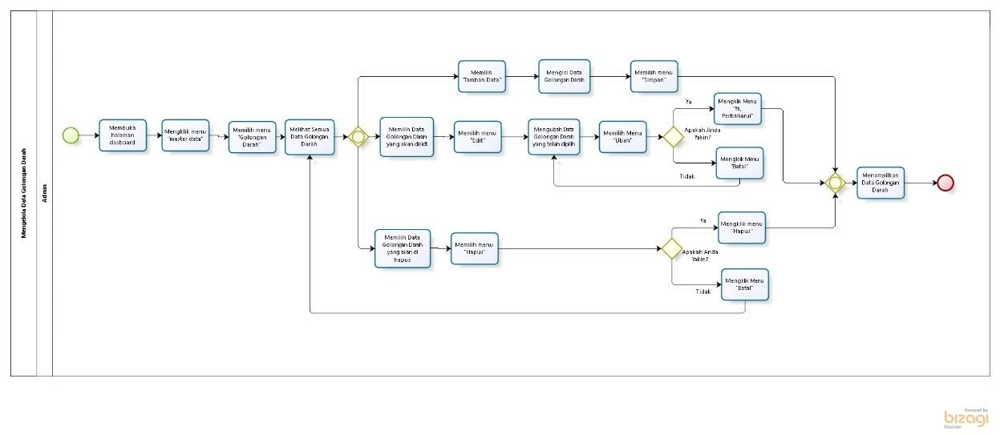 Mengelola Data Golongan Darah
Admin
Membuka
halaman
dasboard
Mengklik menu
"master data"
Memilih menu
"Golongan
Darah"
Melihat Semua
Data Golongan
Darah
Memilih
"Tambah Data"
Mengisi Data
Golongan Darah
Memilih menu
"Simpan"
Memilih Data
Golongan Darah
yang akan dieidt
Memilih menu
"Edit"
Mengubah Data
Golongan Darah
yang telah dipilih
Memilih Menu
"Ubah"
Apakah Anda
Yakin?
Ya
Mengklik Menu
"Ya,
Perbaharui"
Tidak
Mengklik Menu
"Batal"
Memilih Data
Golongan Darah
yang akan di
hapus
Memilih menu
"Hapus"
Apakah Anda
Yakin?
Ya
Mengklik menu
"Hapus"
Tidak
Mengklik Menu
"Batal"
Menampilkan
Data Golongan
Darah
Powered by
bizagi
Modeler